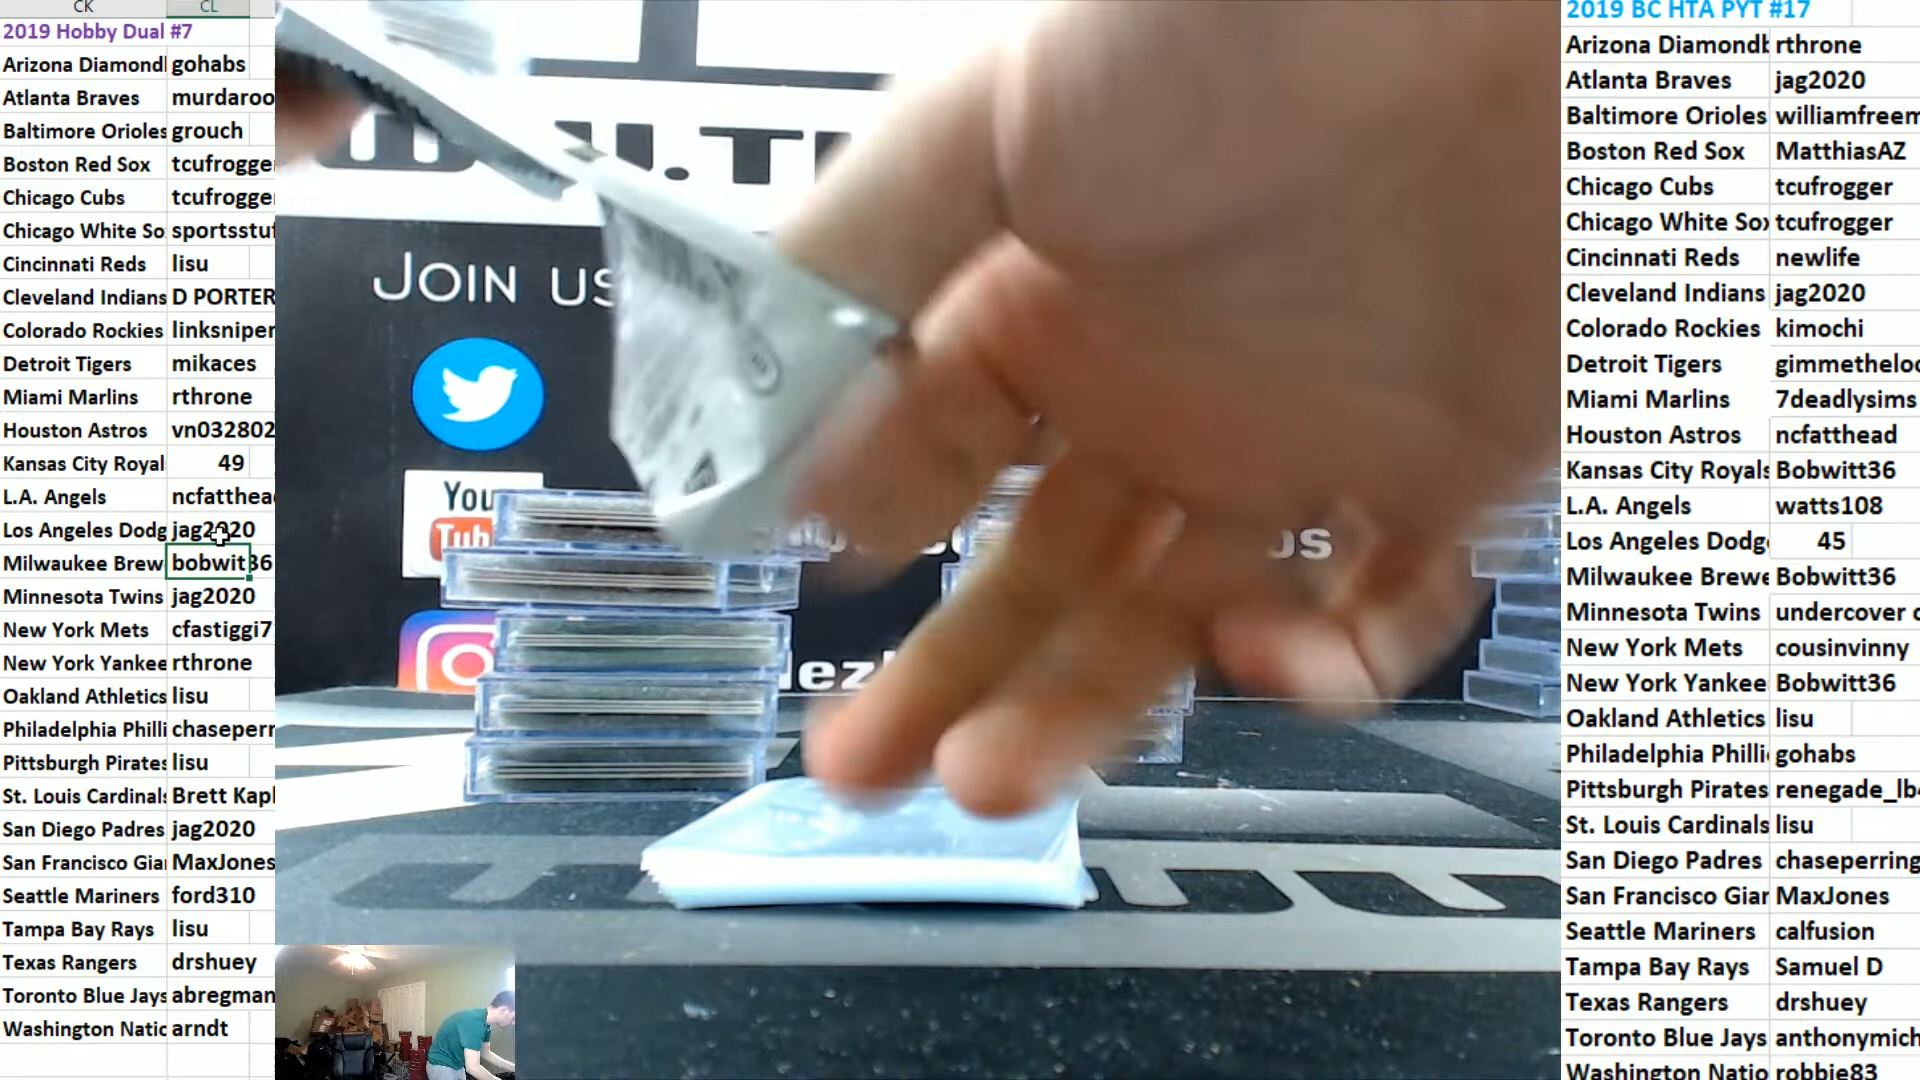 CK CL
2019 Hobby Dual #7
Arizona Diamondl gohabs
Atlanta Braves murdaroo
Baltimore Orioles grouch
Boston Red Sox tcufrogge
Chicago Cubs tcufrogge
Chicago White So sportsstuf
Cincinnati Reds lisu
Cleveland Indians D PORTER
Colorado Rockies linksniper
Detroit Tigers mikaces
Miami Marlins rthrone
Houston Astros vn032802
Kansas City Royal 49
L.A. Angels ncfatthea
Los Angeles Dodg jag2020
Milwaukee Brew bobwit36
Minnesota Twins jag2020
New York Mets cfastiggi7
New York Yankee rthrone
Oakland Athletics lisu
Philadelphia Philli chaseperr
Pittsburgh Pirates lisu
St. Louis Cardinals Brett Kapl
San Diego Padres jag2020
San Francisco Gia MaxJones
Seattle Mariners ford310
Tampa Bay Rays lisu
Texas Rangers drshuey
Toronto Blue Jays abregman
Washington Natio arndt
JOIN US
You
Tub
lez
os
2019 BC HTA PYT #17
Arizona Diamondb rthrone
Atlanta Braves jag2020
Baltimore Orioles williamfreem
Boston Red Sox MatthiasAZ
Chicago Cubs tcufrogger
Chicago White Sox tcufrogger
Cincinnati Reds newlife
Cleveland Indians jag2020
Colorado Rockies kimochi
Detroit Tigers gimmetheloo
Miami Marlins 7deadlysims
Houston Astros ncfatthead
Kansas City Royals Bobwitt36
L.A. Angels watts108
Los Angeles Dodg 45
Milwaukee Brewe Bobwitt36
Minnesota Twins undercover c
New York Mets cousinvinny
New York Yankee Bobwitt36
Oakland Athletics lisu
Philadelphia Philli gohabs
Pittsburgh Pirates renegade_lb4
St. Louis Cardinals lisu
San Diego Padres chaseperring
San Francisco Giar MaxJones
Seattle Mariners calfusion
Tampa Bay Rays Samuel D
Texas Rangers drshuey
Toronto Blue Jays anthonymich
Washington Natio robbie83